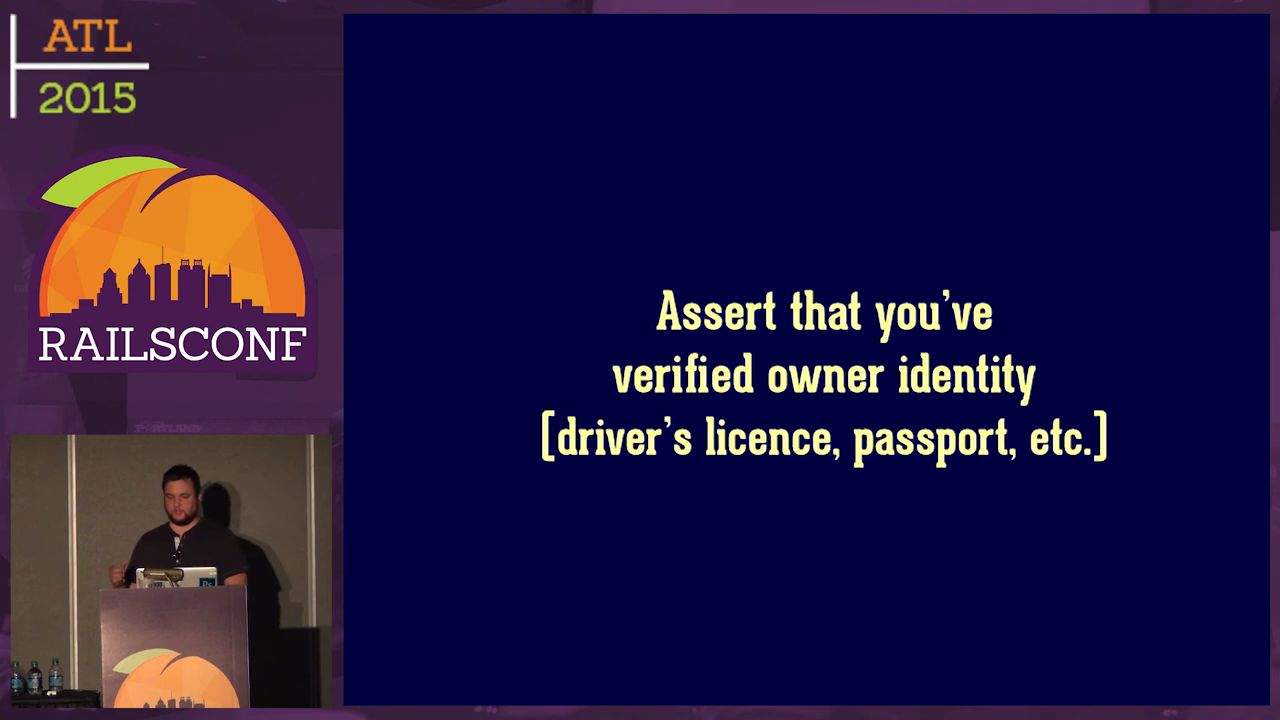 ATL
2015
RAILSCONF
Assert that you've
verified owner identity
[driver's licence, passport, etc.]